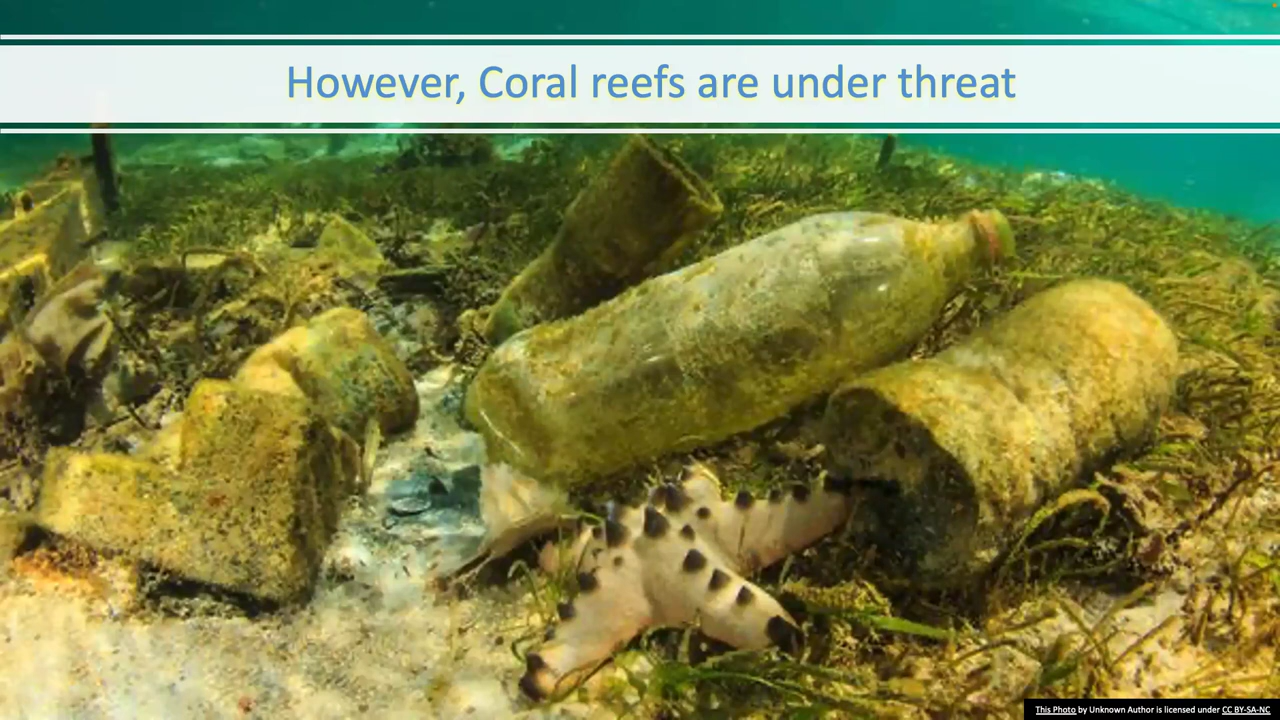 However, Coral reefs are under threat
This Photo by Unknown Author is licensed under CC BY-SA-NC